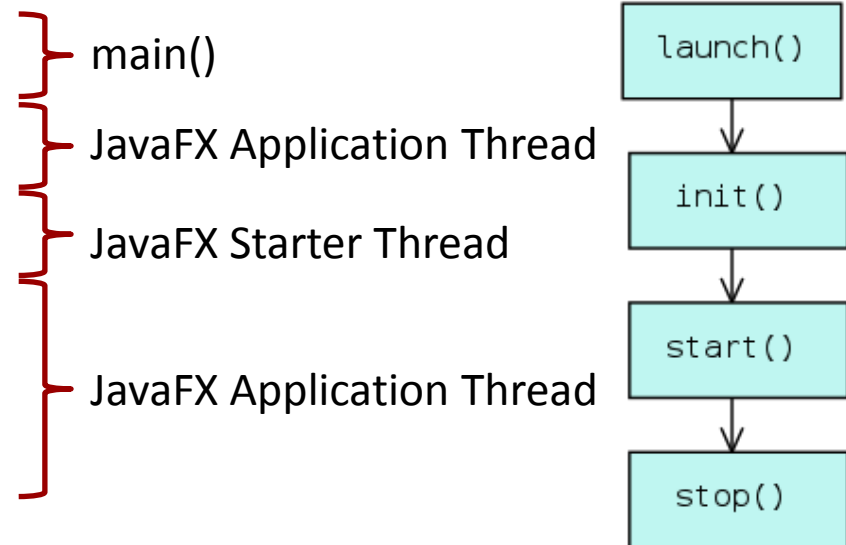 main()
JavaFX Application Thread
JavaFX Starter Thread
JavaFX Application Thread
launch()
init()
start()
stop()